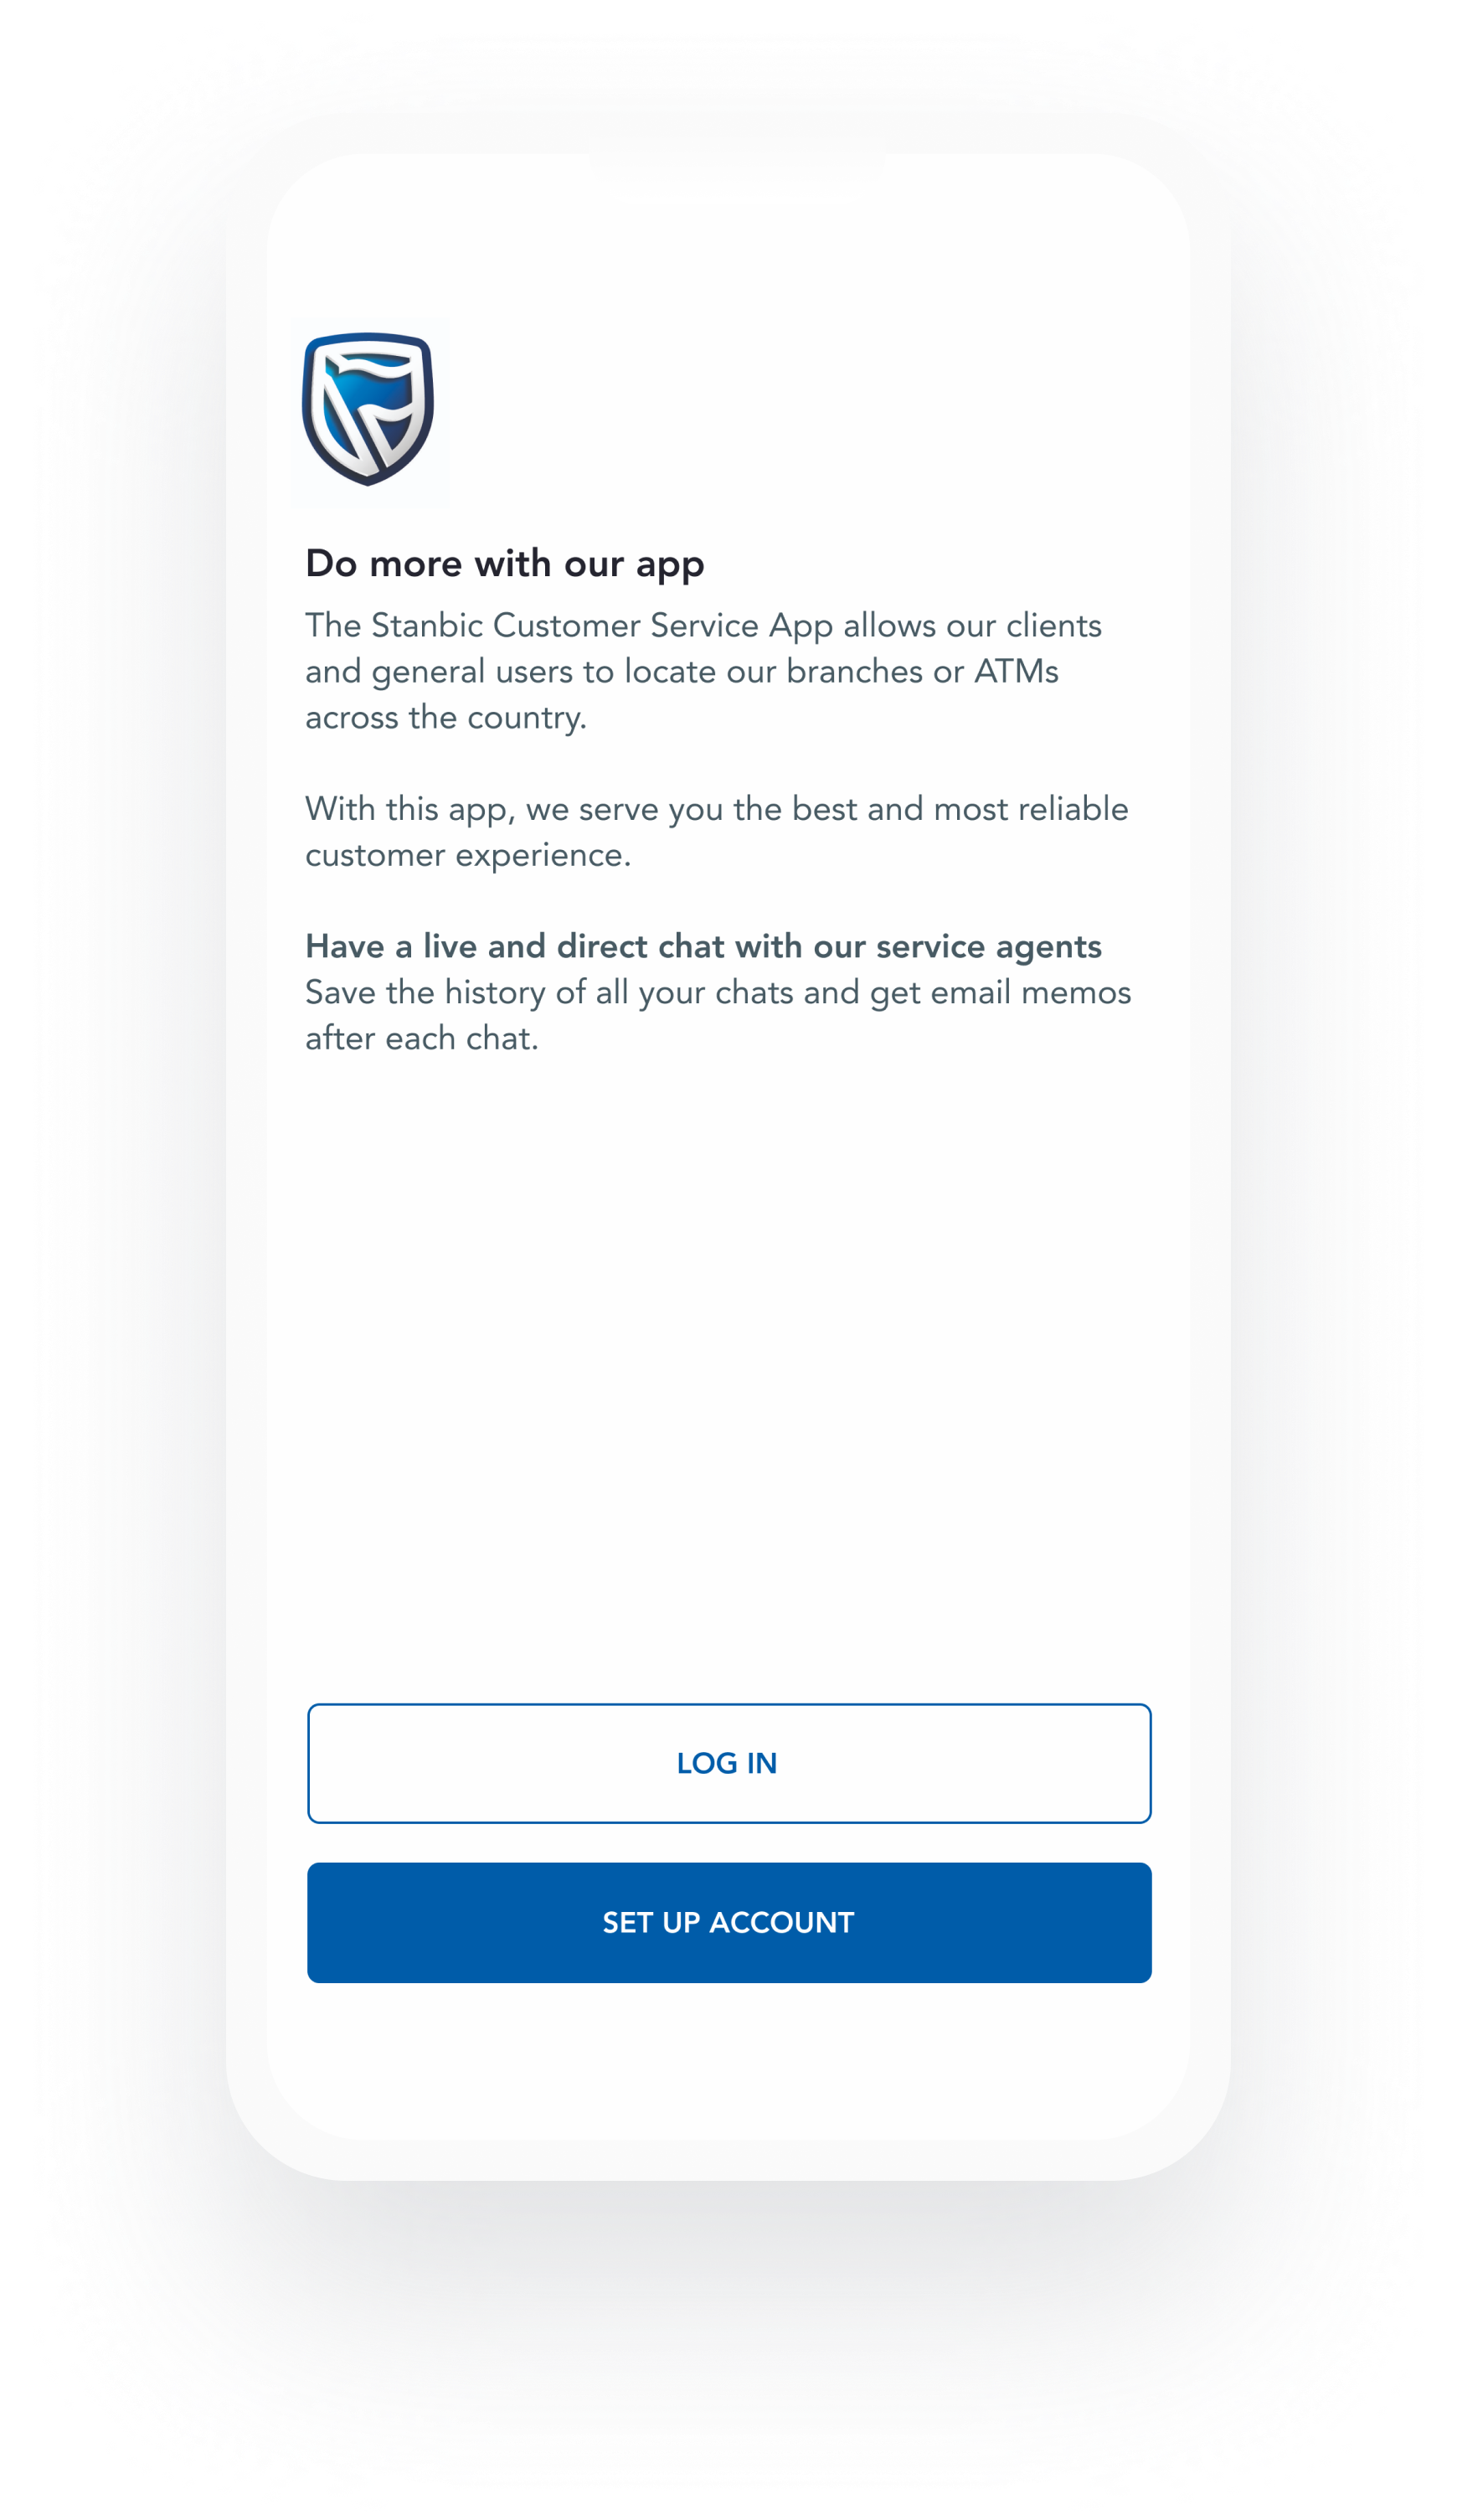 Do more with our app
The Stanbic Customer Service App allows our clients
and general users to locate our branches or ATMs
across the country.
With this app, we serve you the best and most reliable
customer experience.
Have a live and direct chat with our service agents
Save the history of all your chats and get email memos
after each chat.
LOG IN
SET UP ACCOUNT